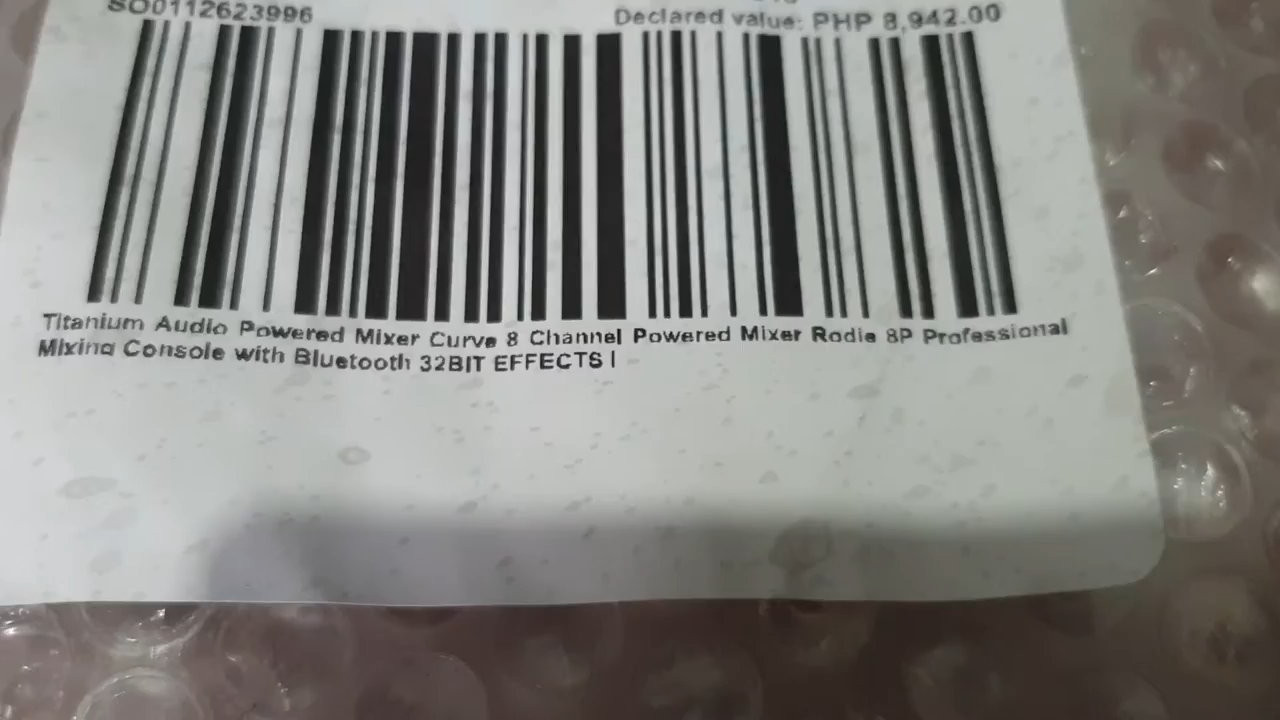 SO0112623996
Declared value: PHP 8,942.00
Titanium Audio Powered Mixer Curve 8 Channel Powered Mixer Rodie 8P Professional
Mixing Console with Bluetooth 32BIT EFFECTS I